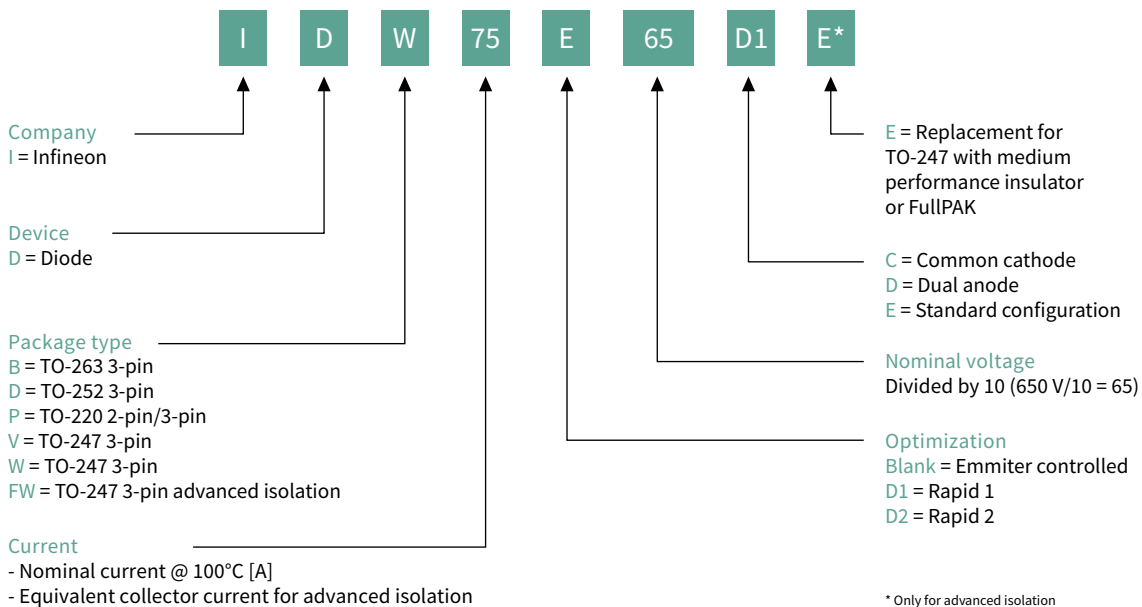 I D W 75 E 65 D1 E*
Company
I = Infineon
Device
D = Diode
Package type
B = TO-263 3-pin
D = TO-252 3-pin
P = TO-220 2-pin/3-pin
V = TO-247 3-pin
W = TO-247 3-pin
FW = TO-247 3-pin advanced isolation
Current
- Nominal current @ 100°C [A]
- Equivalent collector current for advanced isolation
E = Replacement for
TO-247 with medium
performance insulator
or FullPAK
C = Common cathode
D = Dual anode
E = Standard configuration
Nominal voltage
Divided by 10 (650 V/10 = 65)
Optimization
Blank = Emmiter controlled
D1 = Rapid 1
D2 = Rapid 2
* Only for advanced isolation